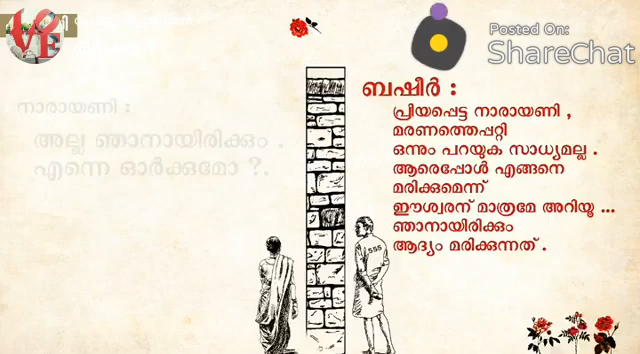 Posted On:
ShareChat
LOVE
നാരായണി :
അല്ല ഞാനായിരിക്കും .
എന്നെ ഓർക്കുമോ ?.
ബഷീർ :
പ്രിയപ്പെട്ട നാരായണി ,
മരണത്തെപ്പറ്റി
ഒന്നും പറയുക സാധ്യമല്ല .
ആരെപ്പോൾ എങ്ങനെ
മരിക്കുമെന്ന്
ഈശ്വരന് മാത്രമേ അറിയൂ ...
ഞാനായിരിക്കും
ആദ്യം മരിക്കുന്നത് .
555